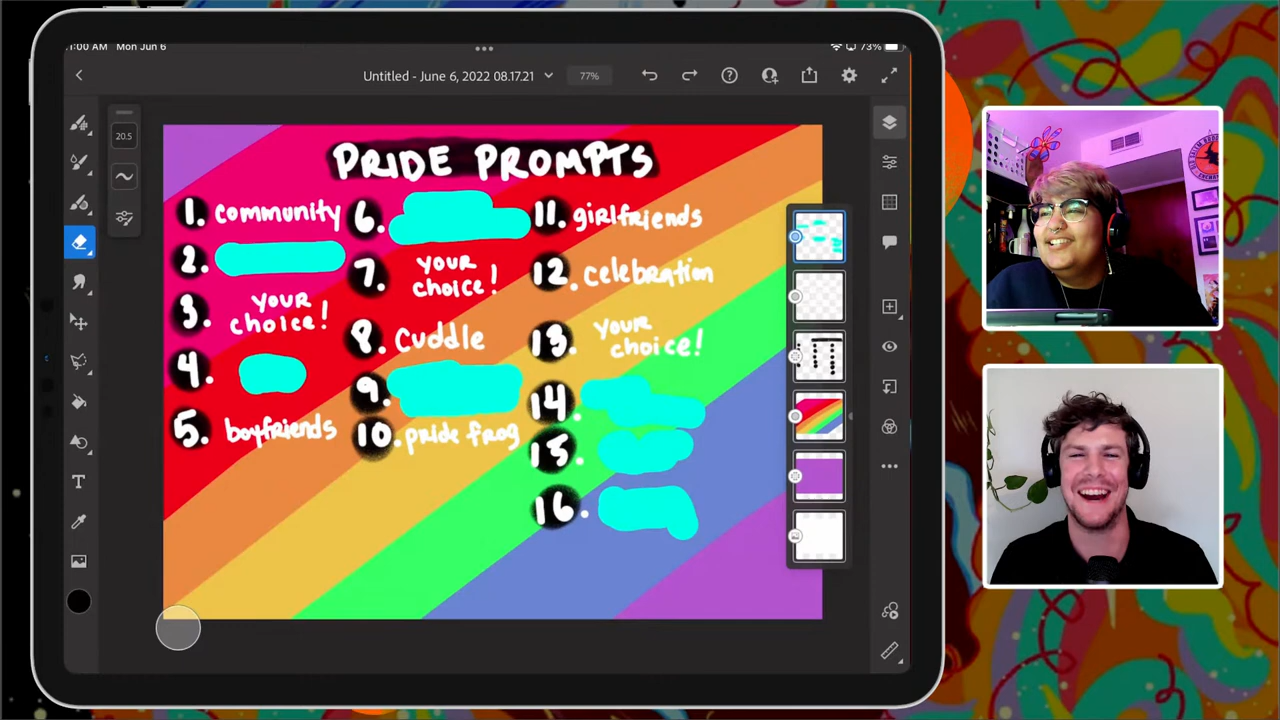 1:00 AM Mon Jun 6
73%
Untitled - June 6, 2022 08.17.21
77%
20.5
PRIDE PROMPTS
1. community
2.
3. YOUR choice!
4.
5. boyfriends
6.
7. YOUR choice!
8. Cuddle
9.
10. pride frog
11. girlfriends
12. celebration
13. YOUR choice!
14.
15.
16.
T